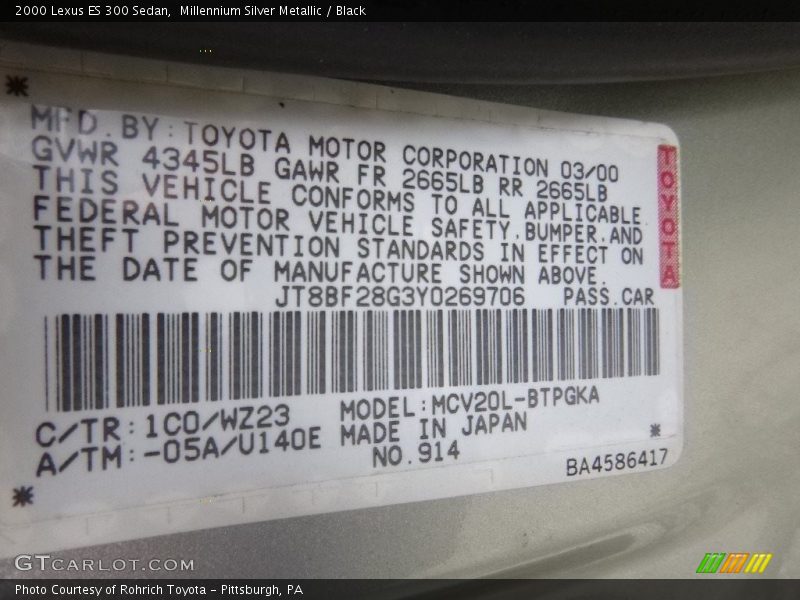 2000 Lexus ES 300 Sedan,  Millennium Silver Metallic / Black
MFD.BY:TOYOTA MOTOR CORPORATION 03/00
GVWR 4345LB GAWR FR 2665LB RR 2665LB
THIS VEHICLE CONFORMS TO ALL APPLICABLE
FEDERAL MOTOR VEHICLE SAFETY,BUMPER,AND
THEFT PREVENTION STANDARDS IN EFFECT ON
THE DATE OF MANUFACTURE SHOWN ABOVE.
TOYOTA
JT8BF28G3Y0269706 PASS.CAR
C/TR:1C0/WZ23 MODEL:MCV20L-BTPGKA
A/TM:-05A/U140E MADE IN JAPAN
NO.914
BA4586417
GTCARLOT.COM
Photo Courtesy of Rohrich Toyota - Pittsburgh, PA